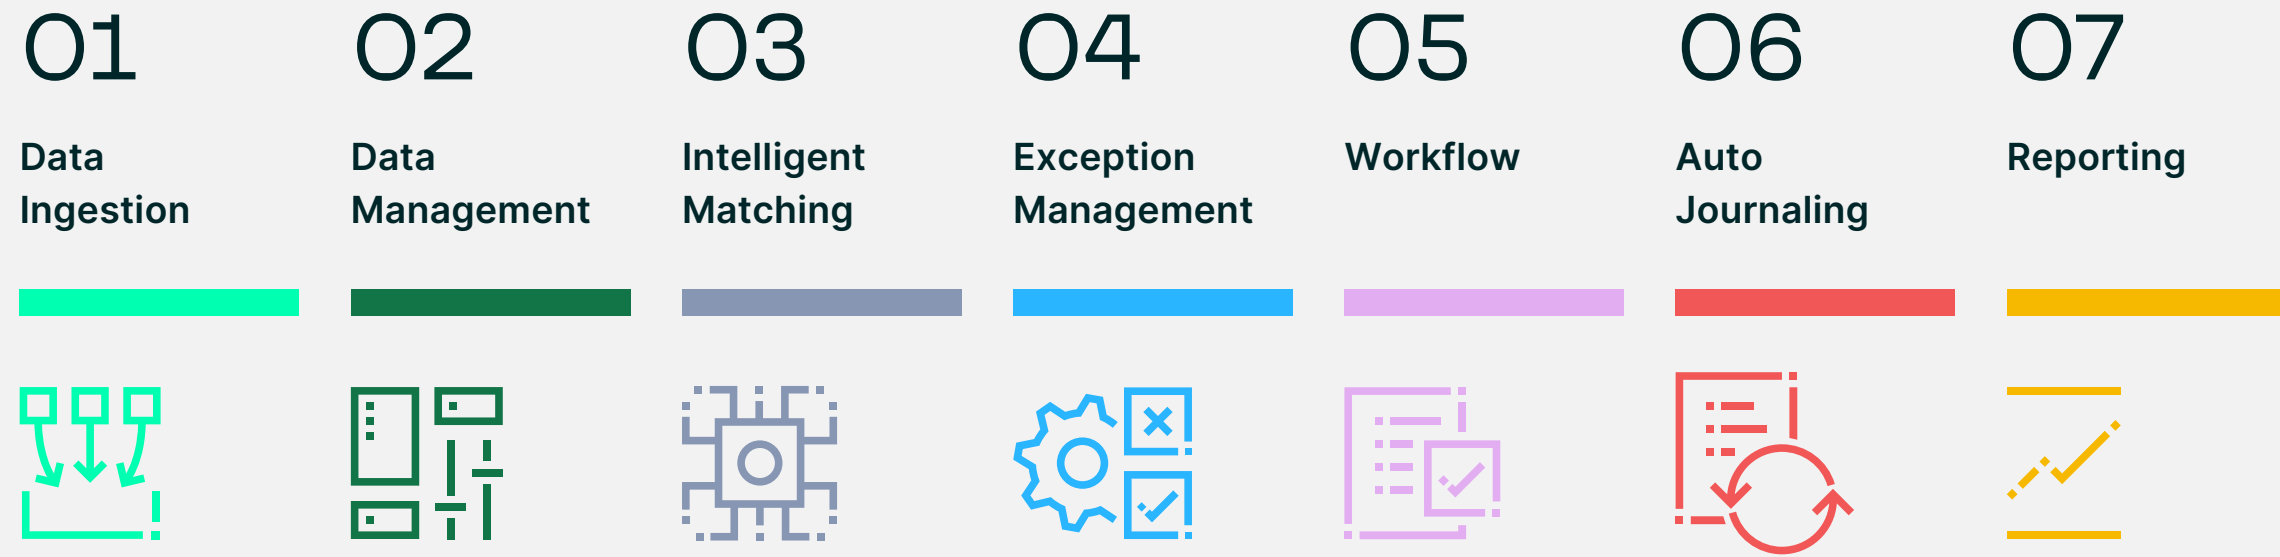 01
Data
Ingestion
02
Data
Management
03
Intelligent
Matching
04
Exception
Management
05
Workflow
06
Auto
Journaling
07
Reporting